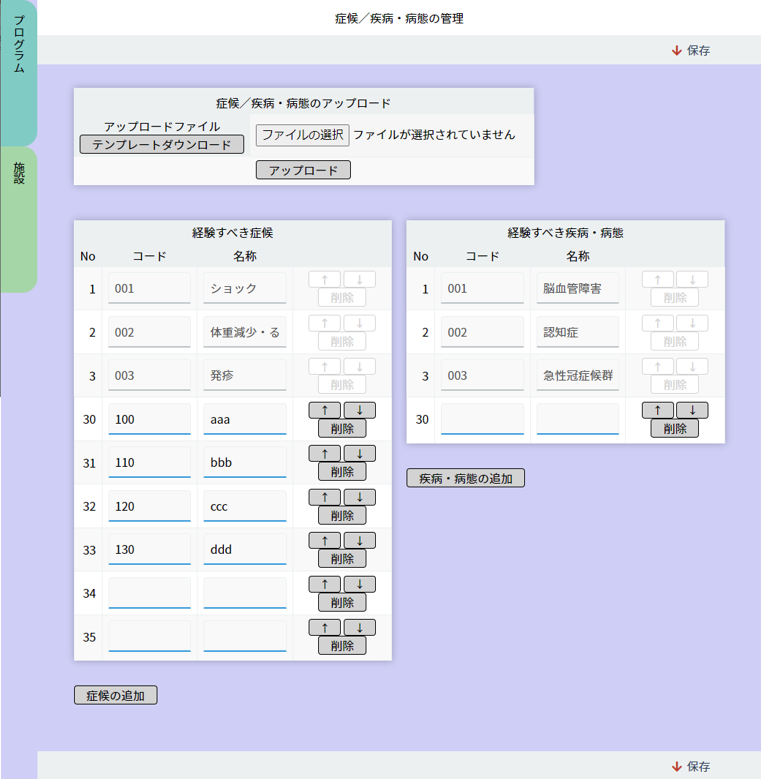 症候／疾病・病態の管理
プログラム
施設
保存
症候／疾病・病態のアップロード
アップロードファイル
テンプレートダウンロード
ファイルの選択 ファイルが選択されていません
アップロード
経験すべき症候
No コード 名称
1 001 ショック ↑ ↓
削除
2 002 体重減少・る ↑ ↓
削除
3 003 発疹 ↑ ↓
削除
30 100 aaa ↑ ↓
削除
31 110 bbb ↑ ↓
削除
32 120 ccc ↑ ↓
削除
33 130 ddd ↑ ↓
削除
34 ↑ ↓
削除
35 ↑ ↓
削除
症候の追加
経験すべき疾病・病態
No コード 名称
1 001 脳血管障害 ↑ ↓
削除
2 002 認知症 ↑ ↓
削除
3 003 急性冠症候群 ↑ ↓
削除
30 ↑ ↓
削除
疾病・病態の追加
保存